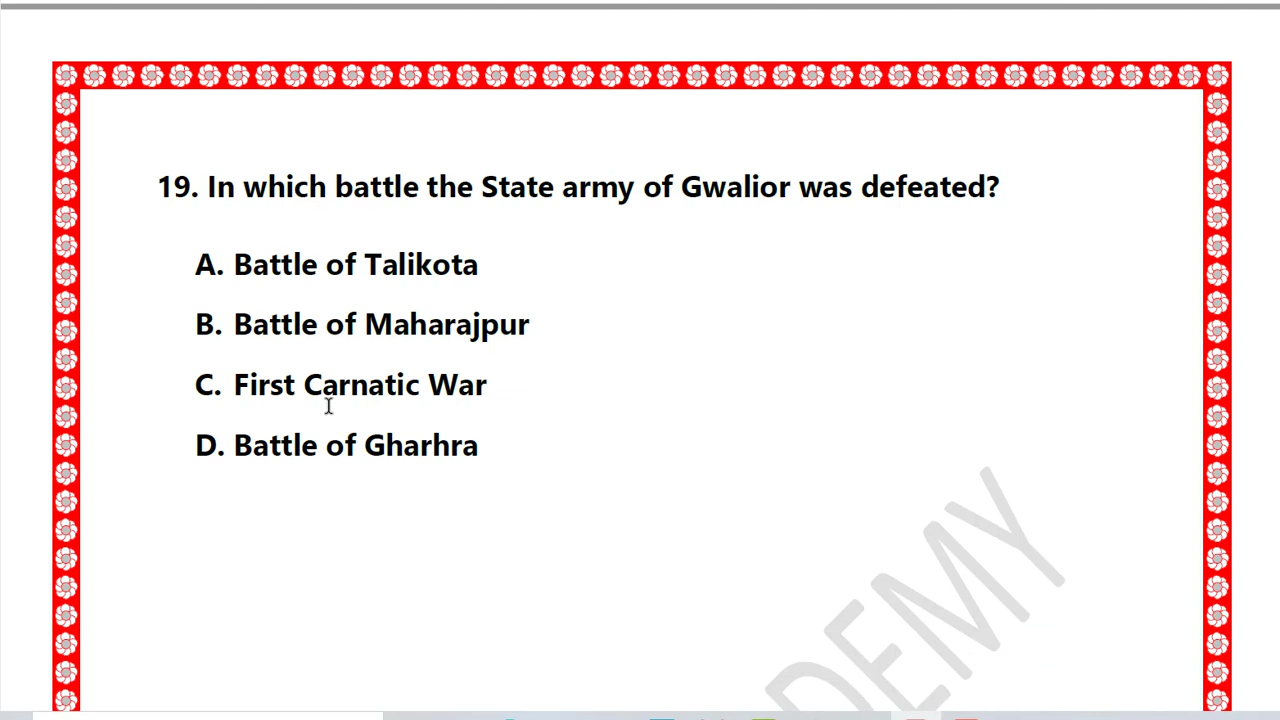 19. In which battle the State army of Gwalior was defeated?
A. Battle of Talikota
B. Battle of Maharajpur
C. First Carnatic War
D. Battle of Gharhra
DEMY